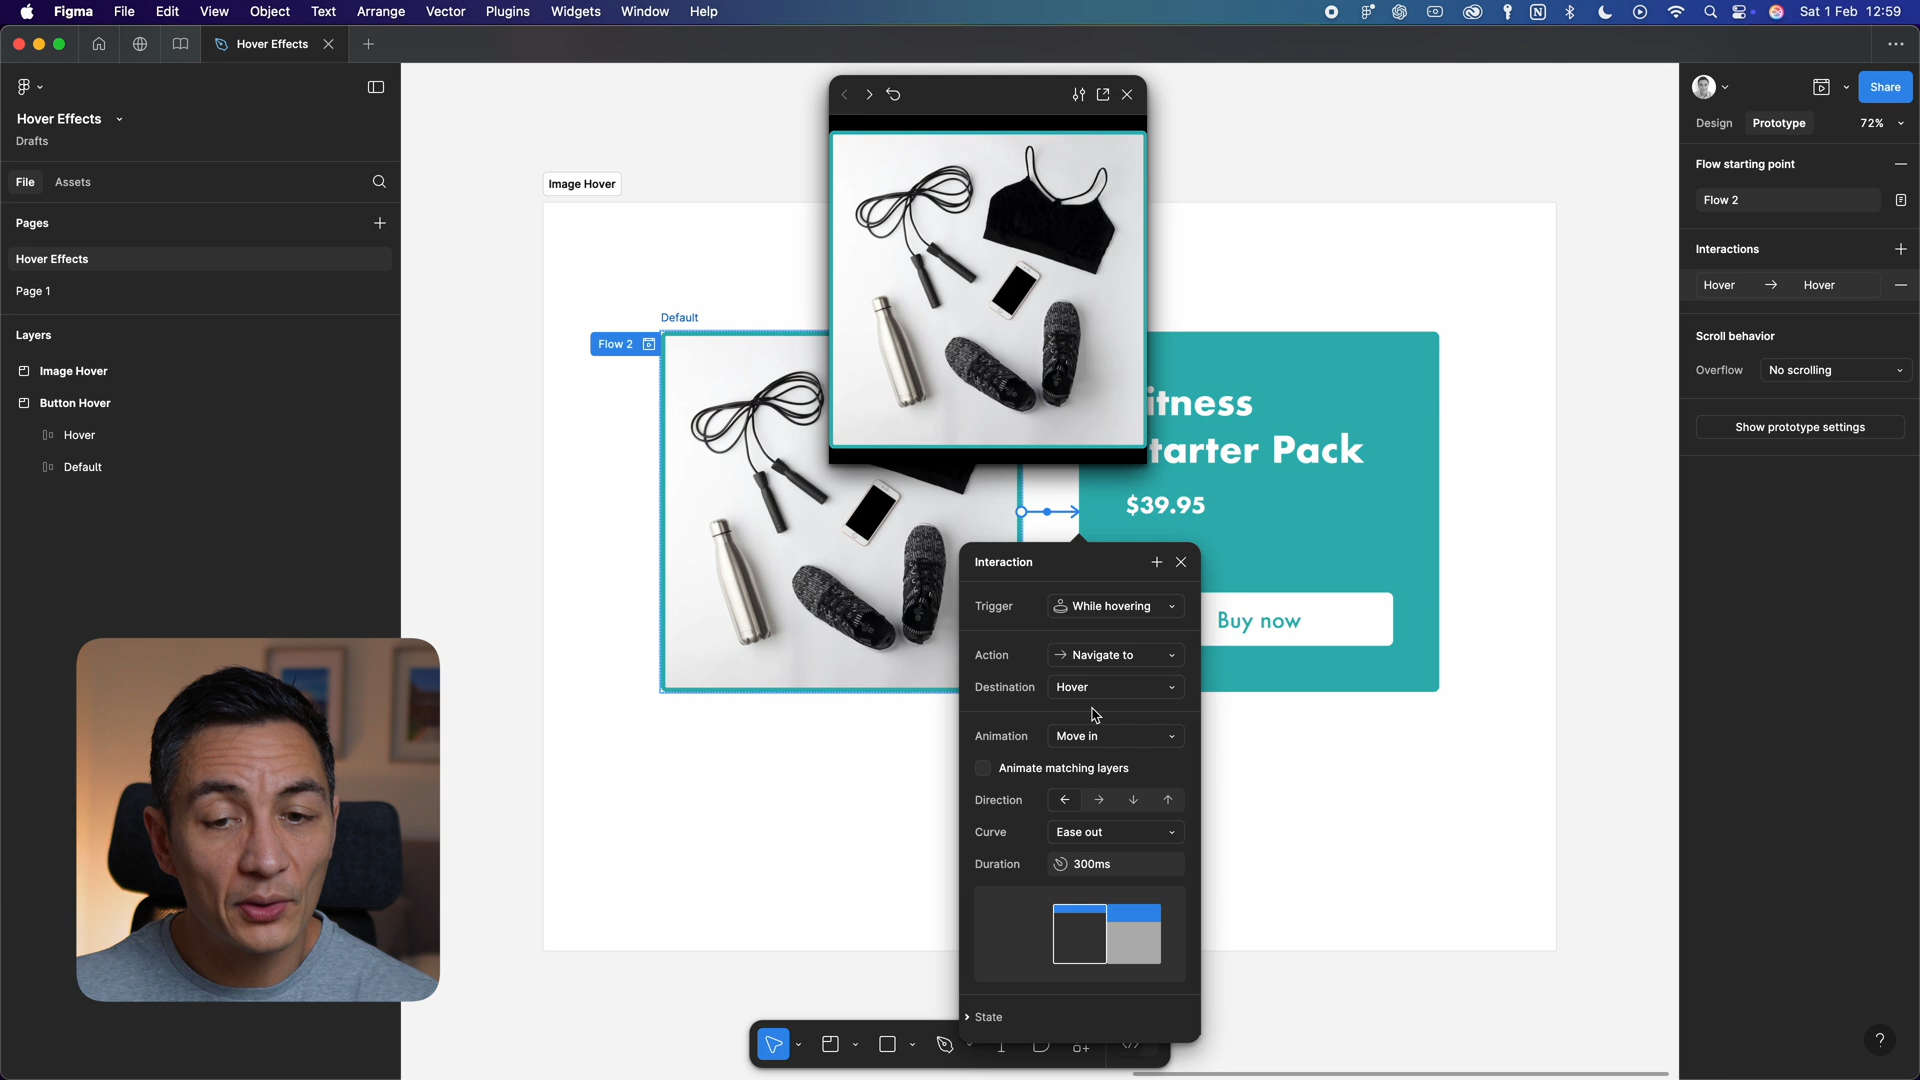 Figma File Edit View Object Text Arrange Vector Plugins Widgets Window Help
Sat 1 Feb 12:59
Hover Effects
Hover Effects
Drafts
File Assets
Pages
Hover Effects
Page 1
Layers
Image Hover
Button Hover
Hover
Default
Image Hover
Default
Flow 2
itness
tarter Pack
$39.95
Buy now
Interaction
Trigger While hovering
Action Navigate to
Destination Hover
Animation Move in
Animate matching layers
Direction
Curve Ease out
Duration 300ms
State
Share
Design Prototype 72%
Flow starting point
Flow 2
Interactions
Hover Hover
Scroll behavior
Overflow No scrolling
Show prototype settings
?